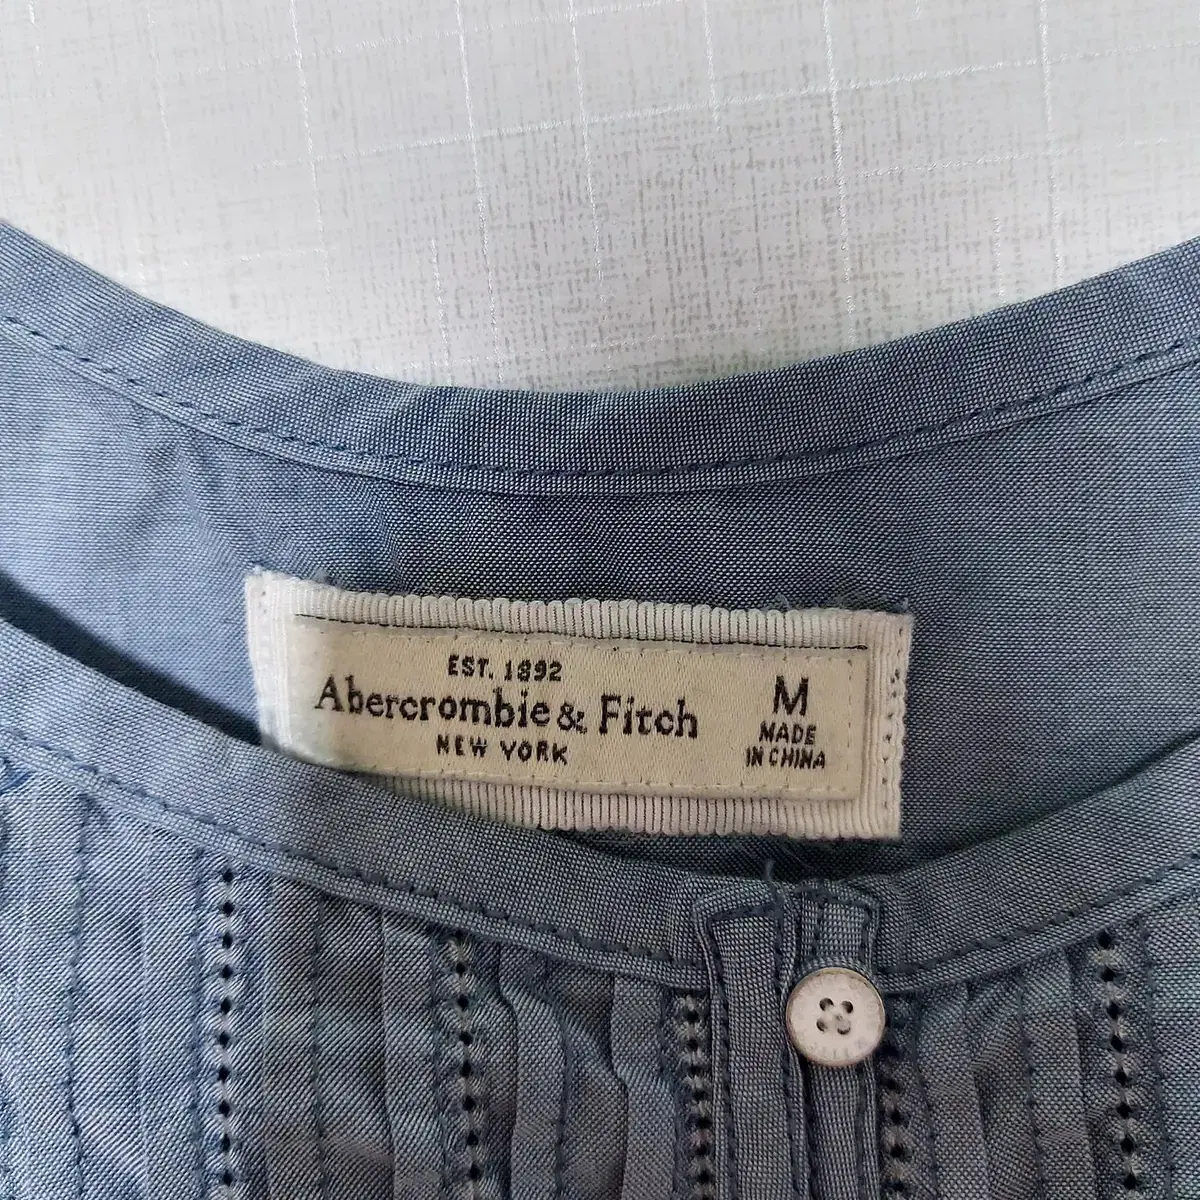 EST. 1892
Abercrombie & Fitch
NEW YORK
M
MADE
IN CHINA